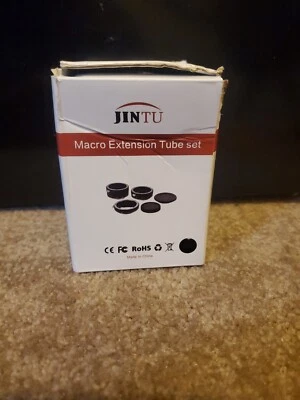 JINTU
Macro Extension Tube set
CE FC RoHS
Made in China